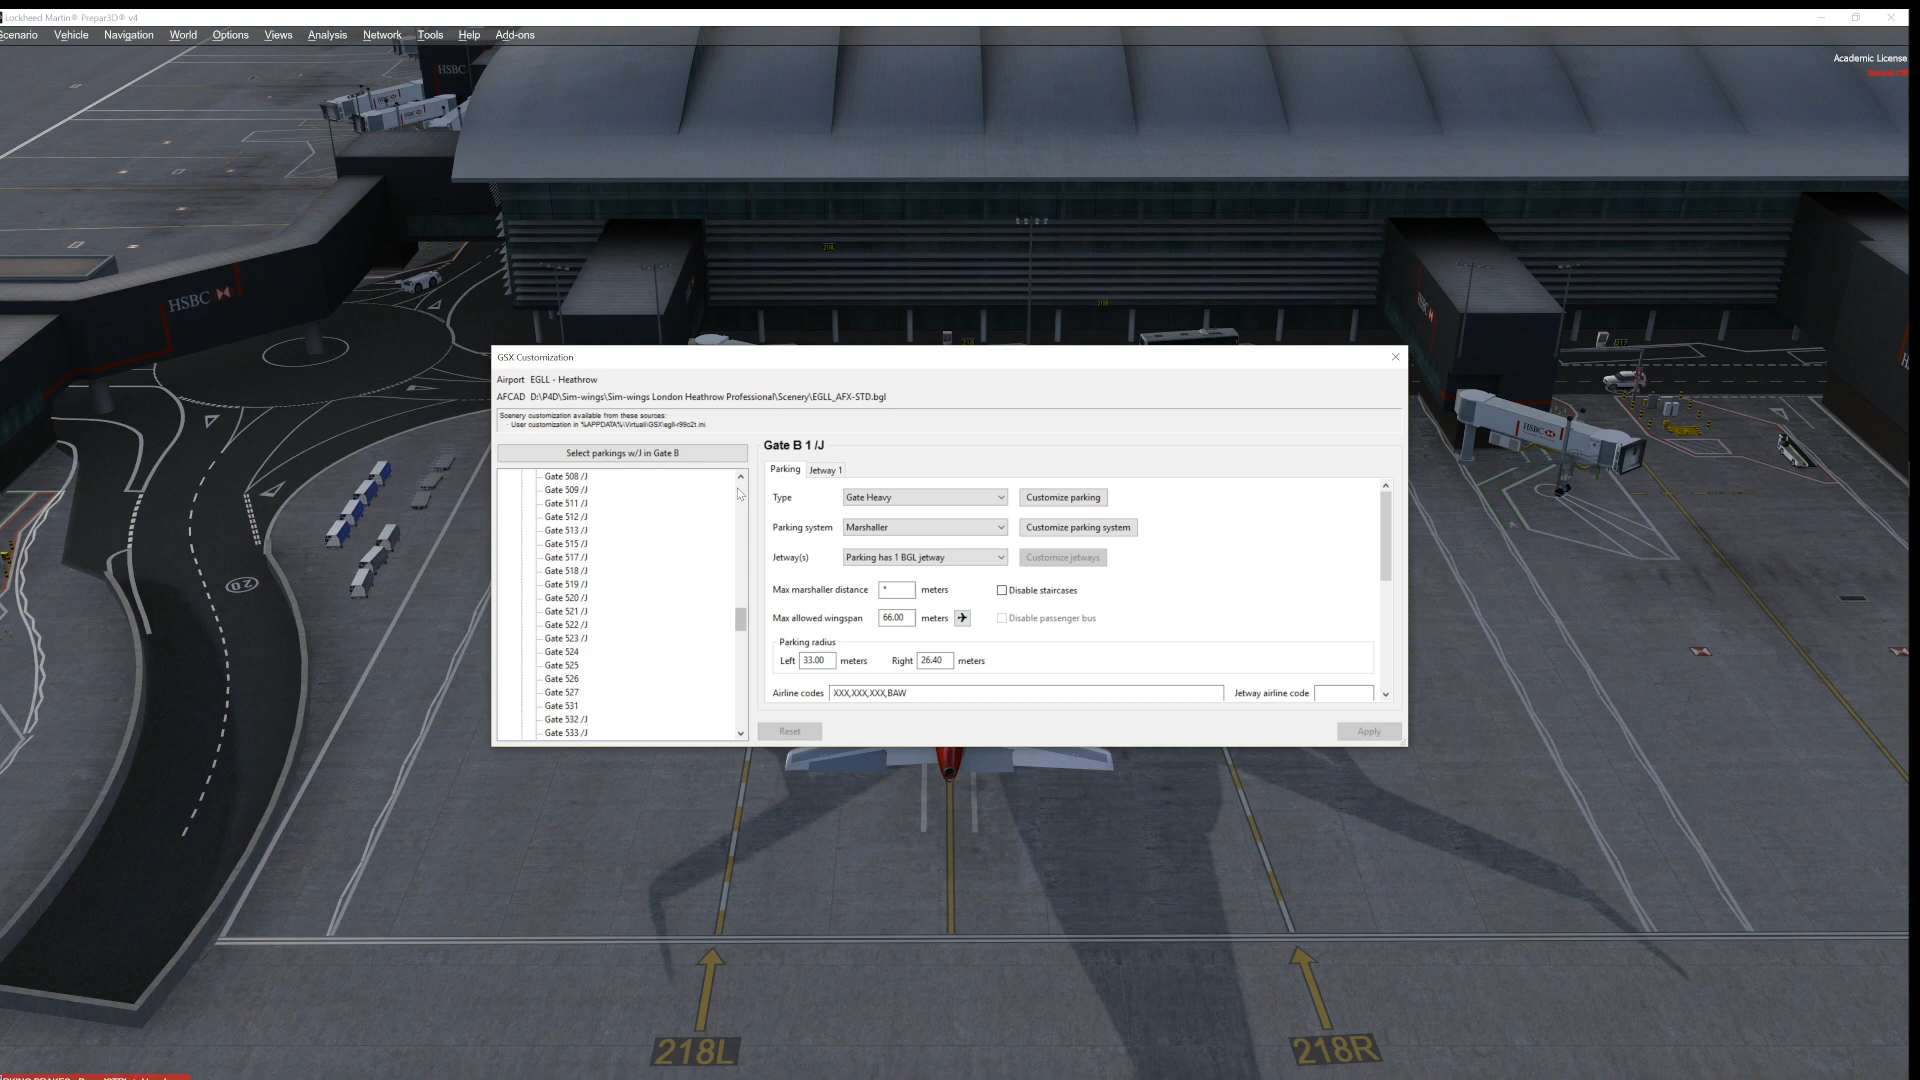 Lockheed Martin® Prepar3D® v4
Scenario Vehicle Navigation World Options Views Analysis Network Tools Help Add-ons
Academic License
HSBC
HSBC
HSBC
HSBC
GSX Customization
Airport EGLL - Heathrow
AFCAD D:\P4D\Sim-wings\Sim-wings London Heathrow Professional\Scenery\EGLL_AFX-STD.bgl
Scenery customization available from these sources:
- User customization in %APPDATA%\Virtuali\GSX\egll-r99c2t.ini
Select parkings w/J in Gate B
Gate 508 /J
Gate 509 /J
Gate 511 /J
Gate 512 /J
Gate 513 /J
Gate 515 /J
Gate 517 /J
Gate 518 /J
Gate 519 /J
Gate 520 /J
Gate 521 /J
Gate 522 /J
Gate 523 /J
Gate 524
Gate 525
Gate 526
Gate 527
Gate 531
Gate 532 /J
Gate 533 /J
Gate B 1 /J
Parking Jetway 1
Type Gate Heavy Customize parking
Parking system Marshaller Customize parking system
Jetway(s) Parking has 1 BGL jetway Customize jetways
Max marshaller distance * meters Disable staircases
Max allowed wingspan 66.00 meters Disable passenger bus
Parking radius
Left 33.00 meters Right 26.40 meters
Airline codes XXX,XXX,XXX,BAW Jetway airline code
Reset Apply
20
218L
218R